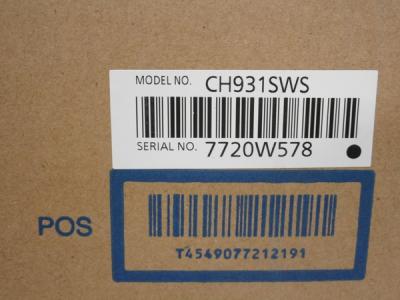 MODEL NO. CH931SWS
SERIAL NO. 7720W578
POS
T4549077212191